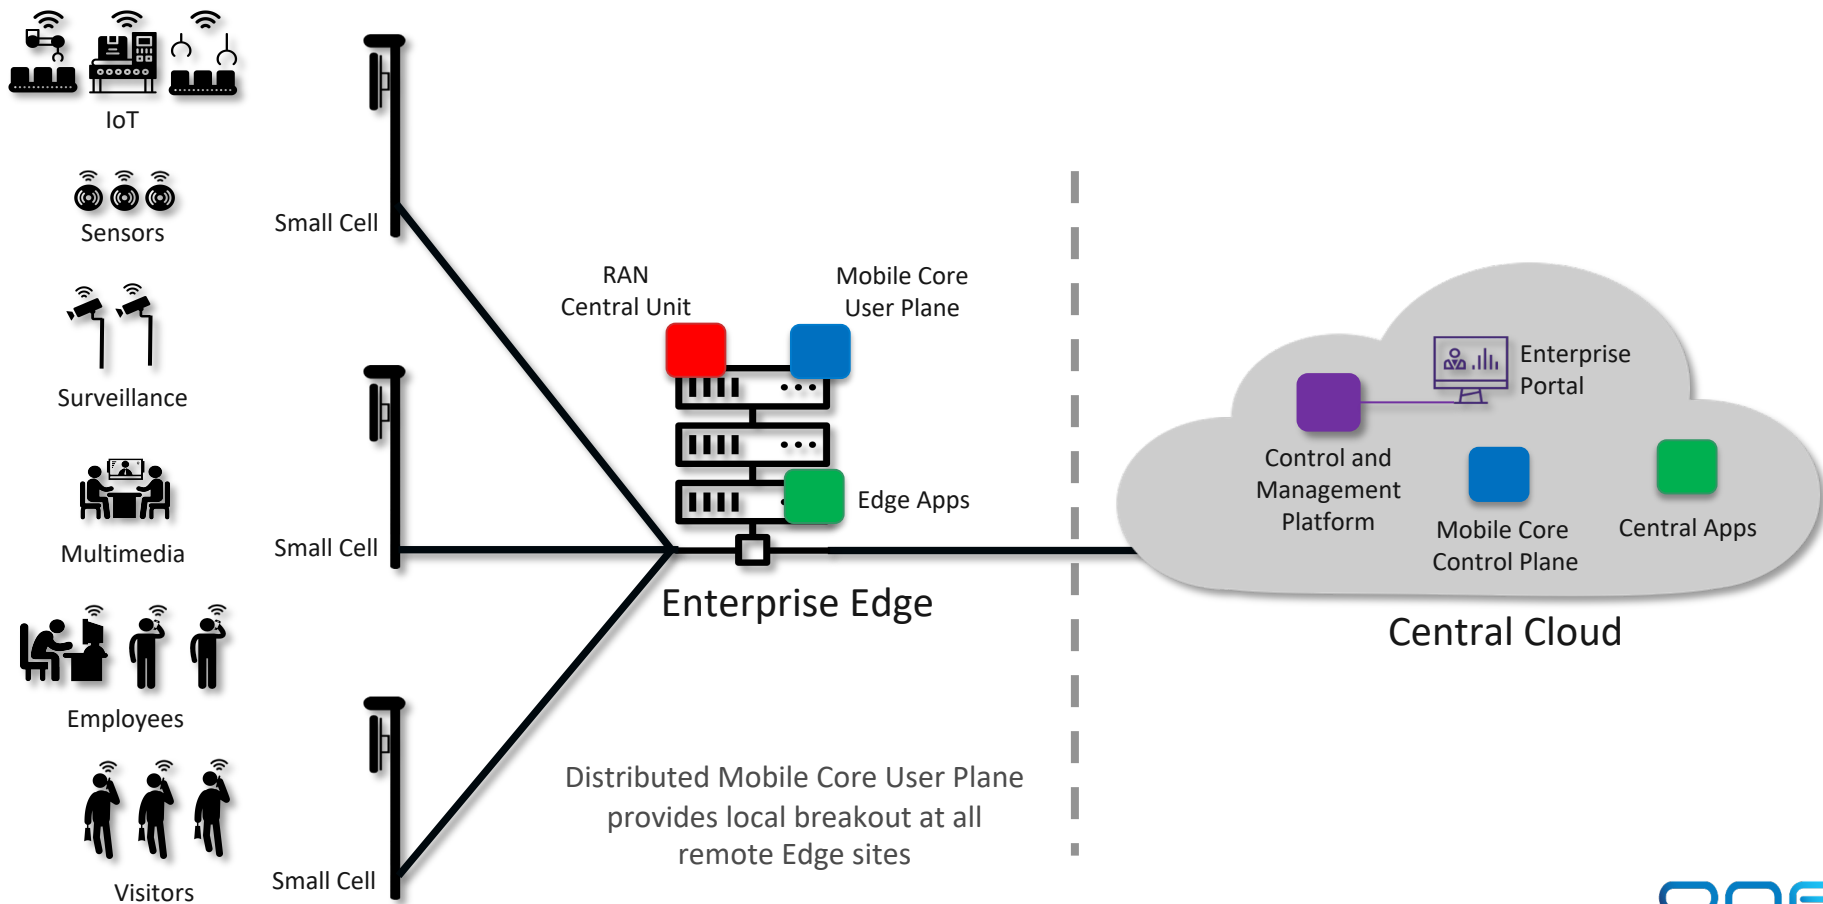 IoT
Sensors
Surveillance
Multimedia
Employees
Visitors
Small Cell
Small Cell
Small Cell
RAN
Central Unit
Mobile Core
User Plane
Edge Apps
Enterprise Edge
Distributed Mobile Core User Plane
provides local breakout at all
remote Edge sites
Enterprise
Portal
Control and
Management
Platform
Mobile Core
Control Plane
Central Apps
Central Cloud